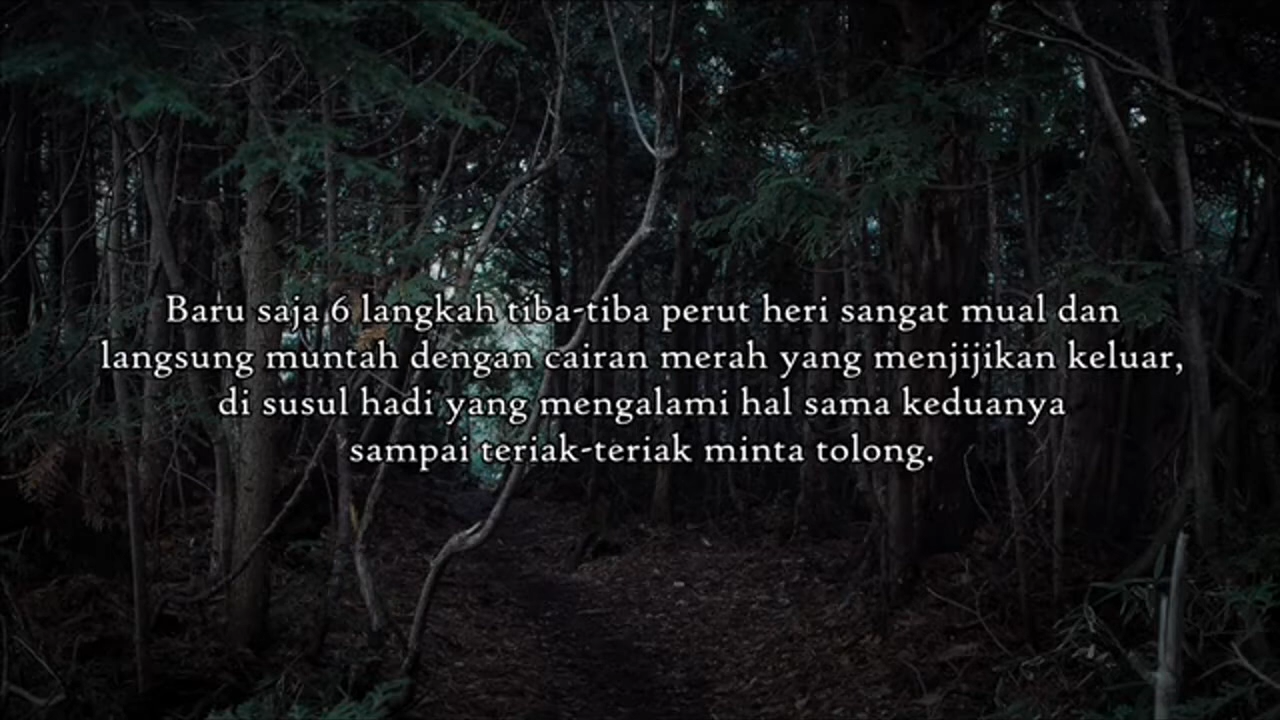 Baru saja 6 langkah tiba-tiba perut heri sangat mual dan
langsung muntah dengan cairan merah yang menjijikan keluar,
di susul hadi yang mengalami hal sama keduanya
sampai teriak-teriak minta tolong.